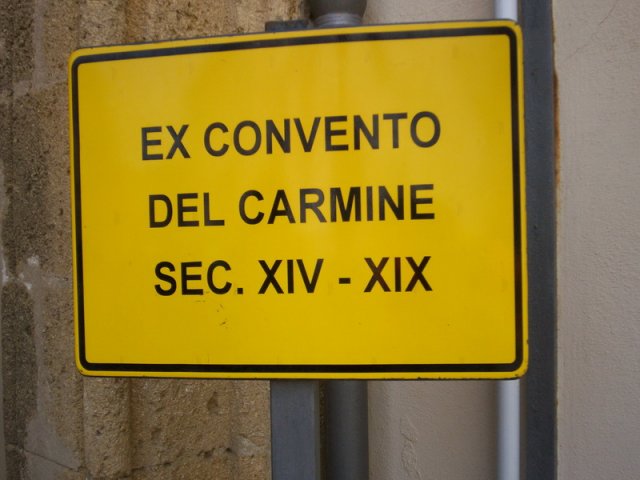 EX CONVENTO
DEL CARMINE
SEC. XIV - XIX